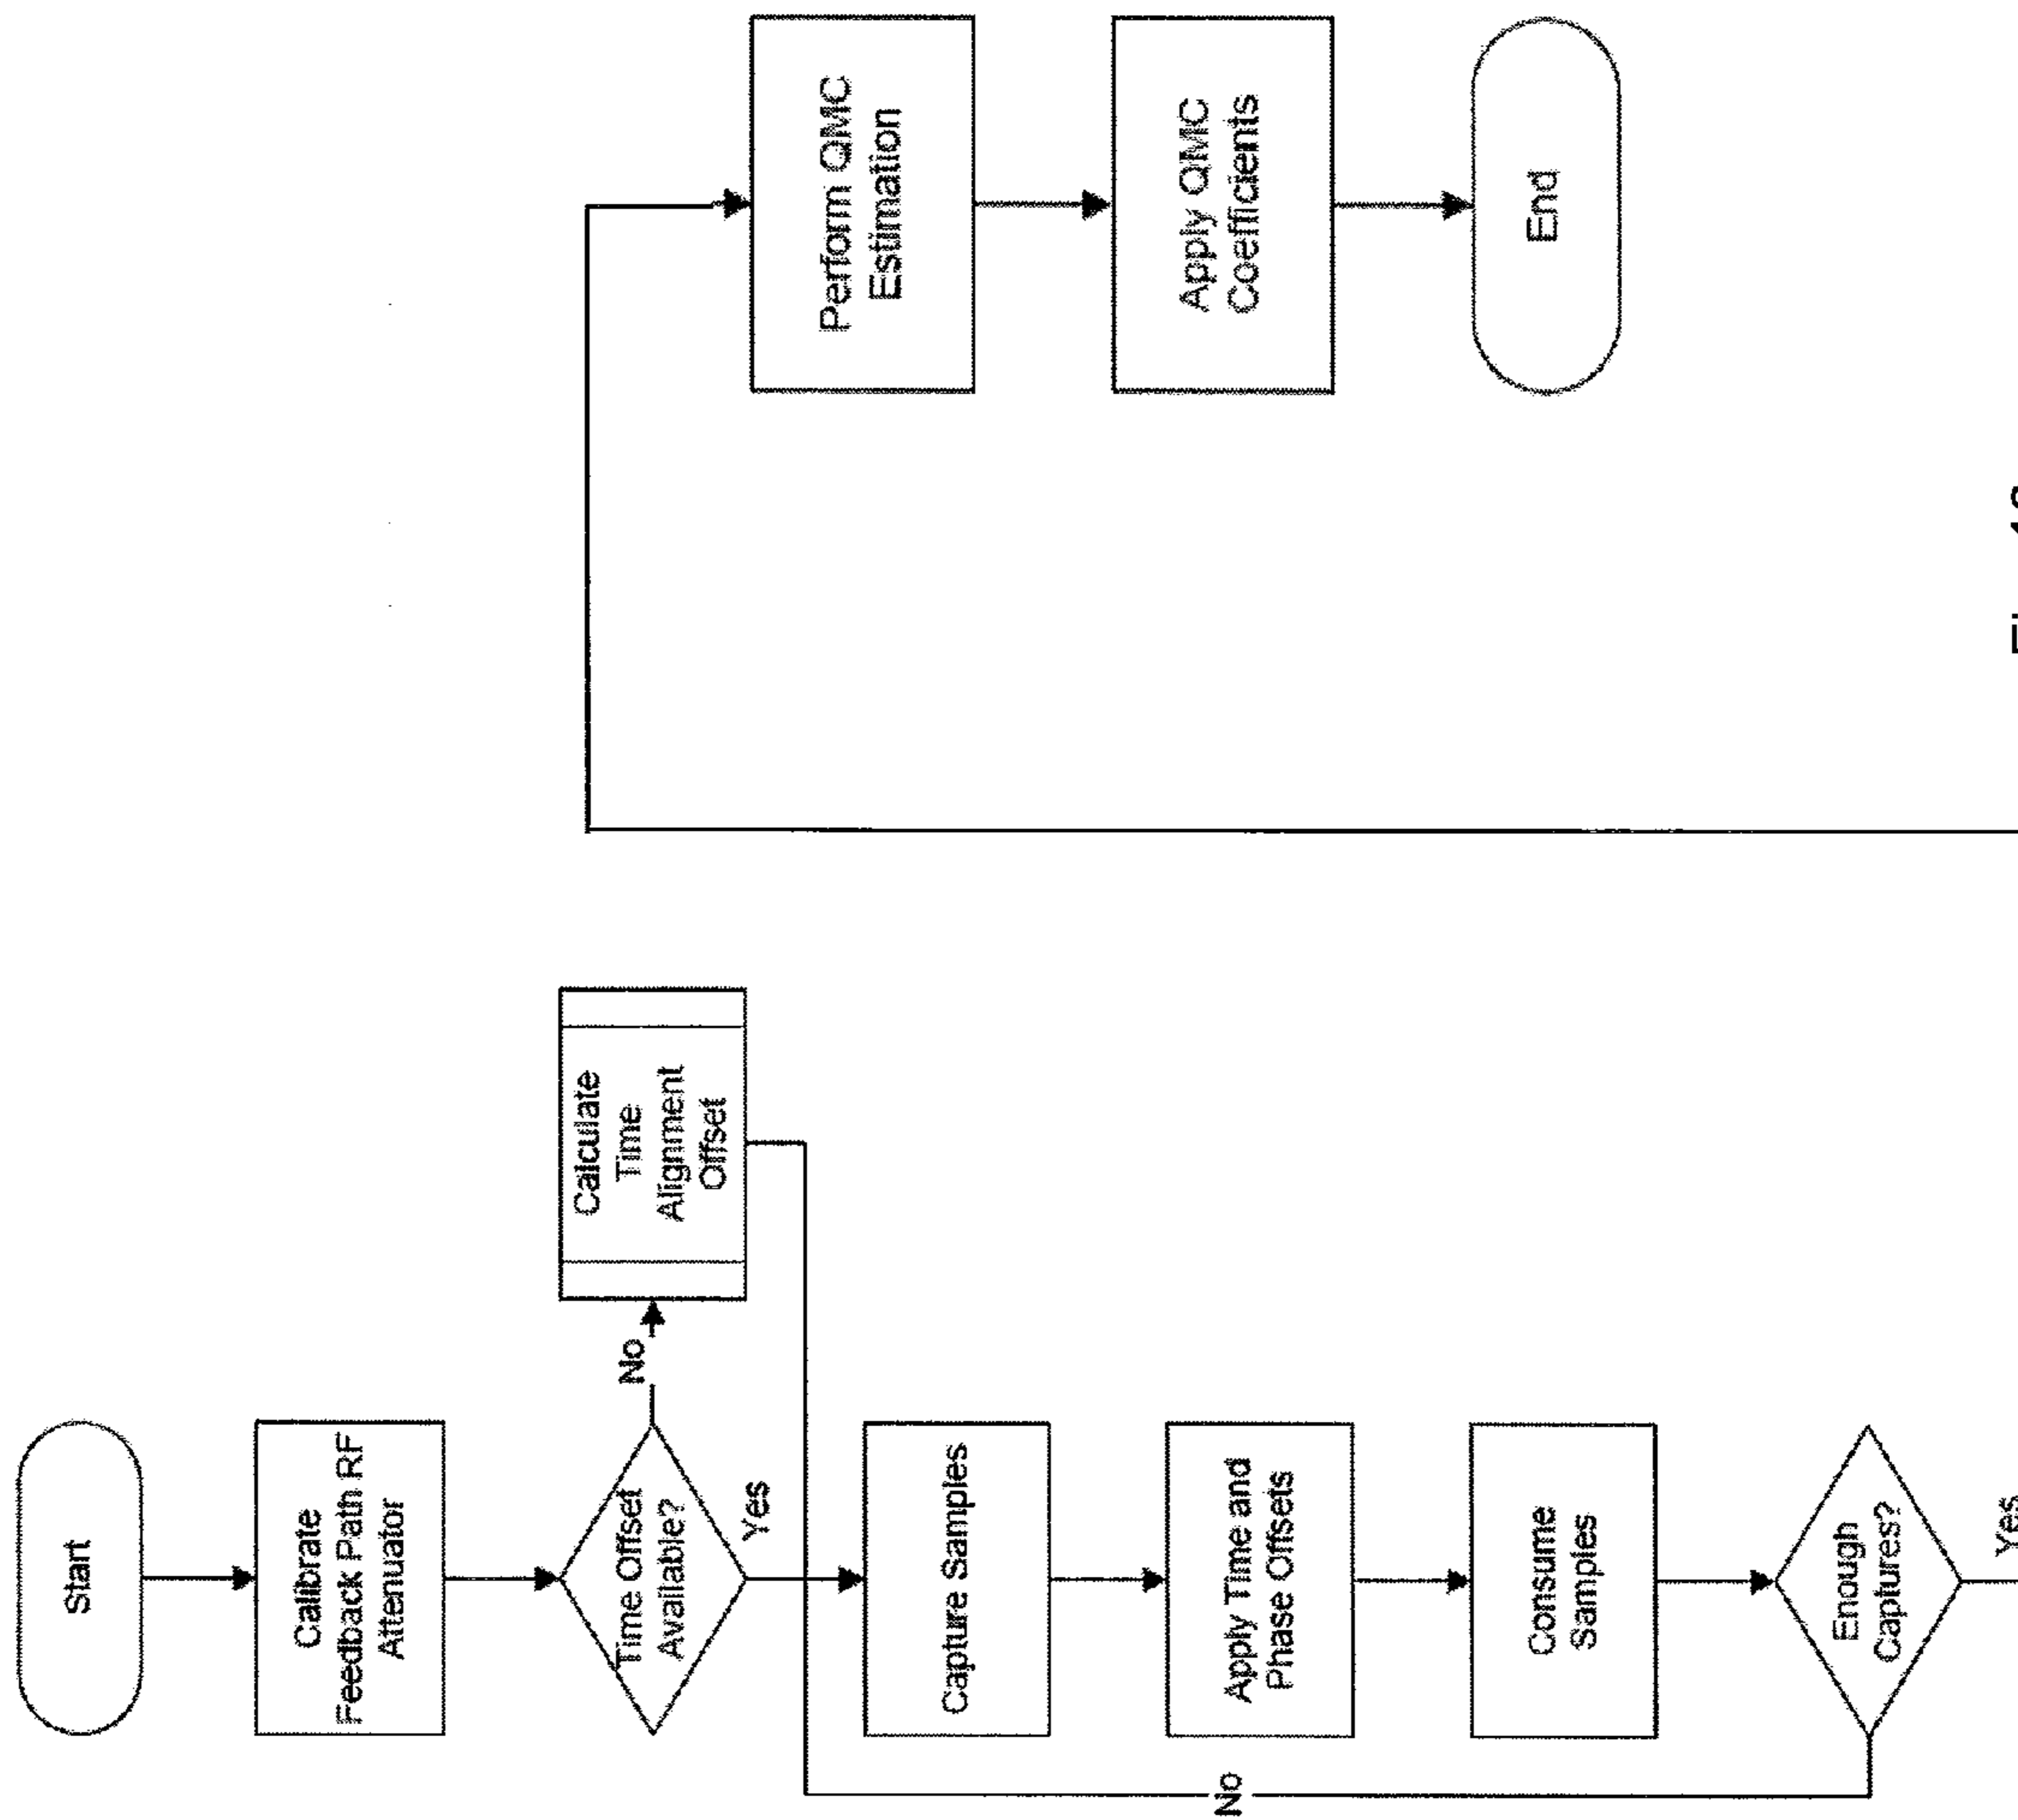 Start
Calibrate
Feedback Path RF
Attenuator
Time Offset
Available?
No
Calculate
Time
Alignment
Offset
Yes
Capture Samples
Apply Time and
Phase Offsets
Consume
Samples
Enough
Captures?
No
Yes
Perform QMC
Estimation
Apply QMC
Coefficients
End